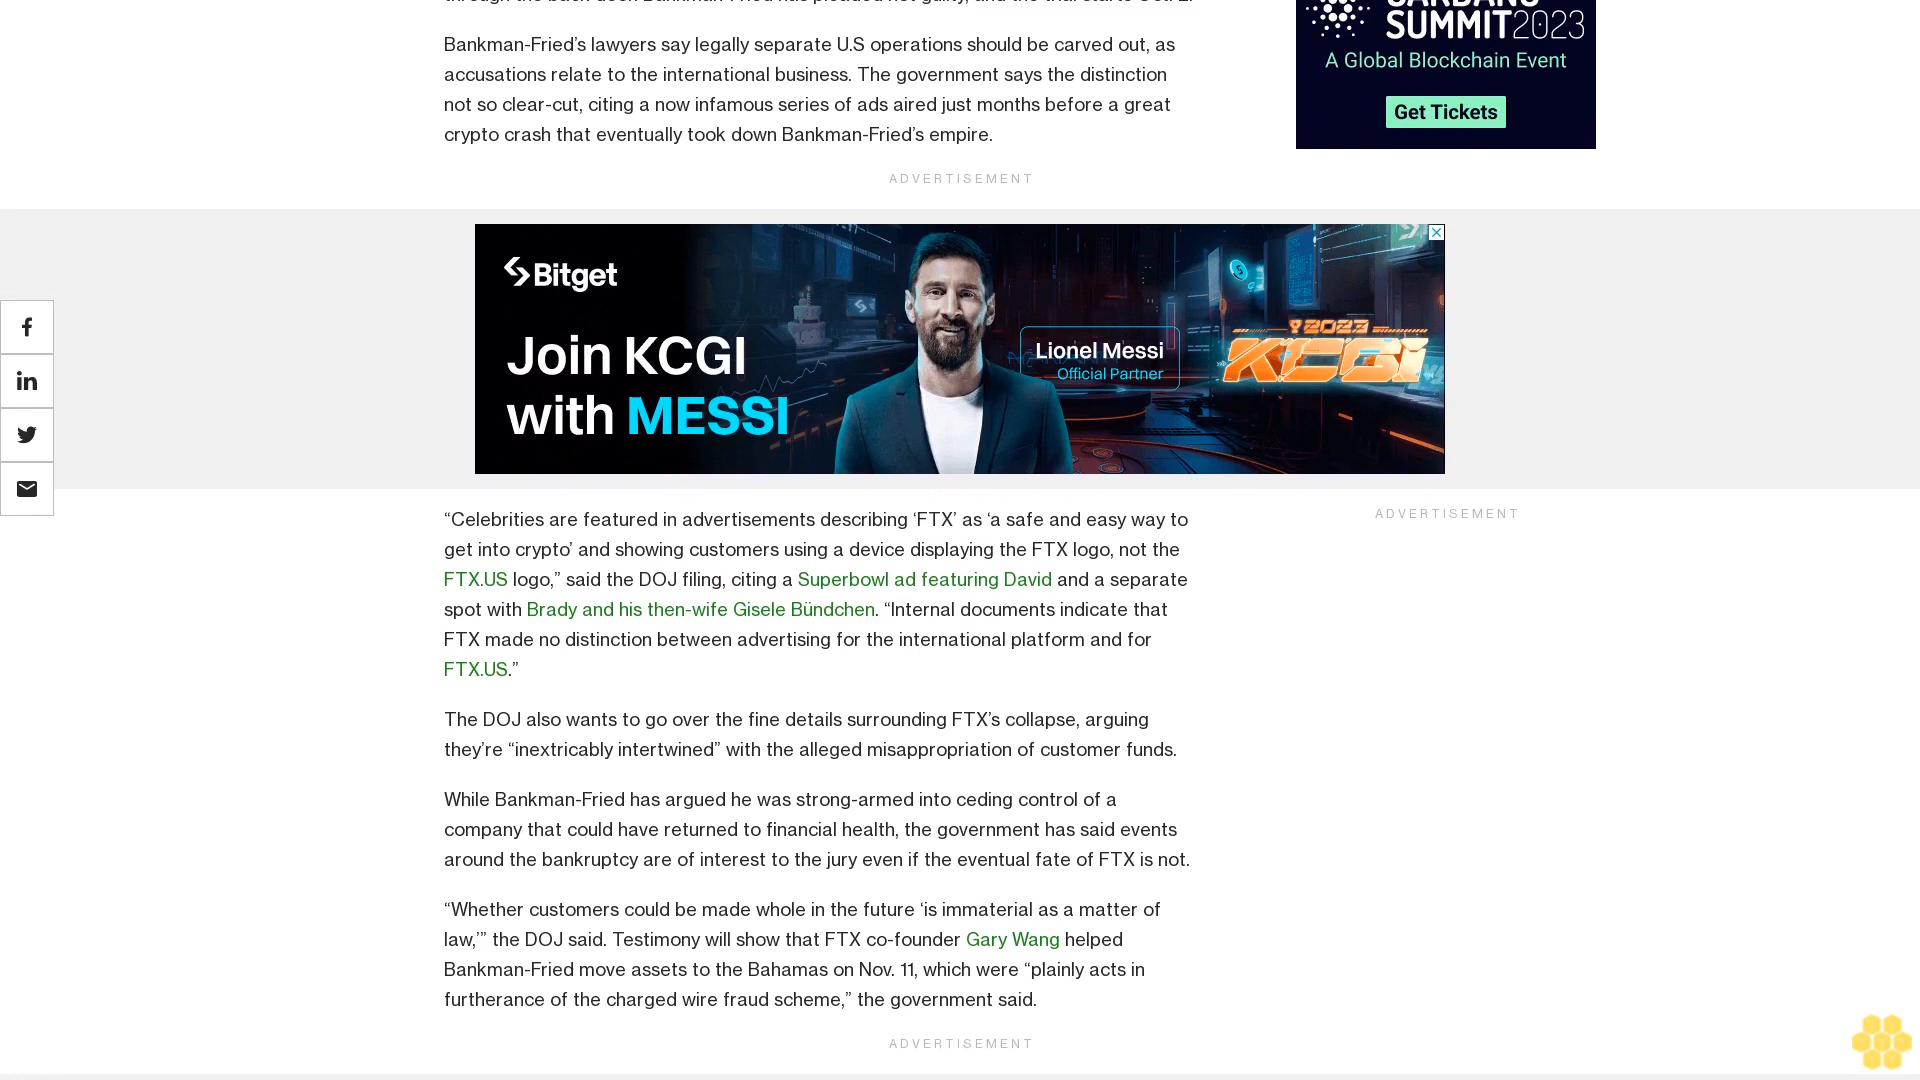 Bankman-Fried’s lawyers say legally separate U.S operations should be carved out, as
accusations relate to the international business. The government says the distinction
not so clear-cut, citing a now infamous series of ads aired just months before a great
crypto crash that eventually took down Bankman-Fried’s empire.
SUMMIT2023
A Global Blockchain Event
Get Tickets
ADVERTISEMENT
Bitget
Join KCGI
with MESSI
Lionel Messi
Official Partner
2023
KCGI
“Celebrities are featured in advertisements describing ‘FTX’ as ‘a safe and easy way to
get into crypto’ and showing customers using a device displaying the FTX logo, not the
FTX.US logo,” said the DOJ filing, citing a Superbowl ad featuring David and a separate
spot with Brady and his then-wife Gisele Bündchen. “Internal documents indicate that
FTX made no distinction between advertising for the international platform and for
FTX.US.”
ADVERTISEMENT
The DOJ also wants to go over the fine details surrounding FTX’s collapse, arguing
they’re “inextricably intertwined” with the alleged misappropriation of customer funds.
While Bankman-Fried has argued he was strong-armed into ceding control of a
company that could have returned to financial health, the government has said events
around the bankruptcy are of interest to the jury even if the eventual fate of FTX is not.
“Whether customers could be made whole in the future ‘is immaterial as a matter of
law,’” the DOJ said. Testimony will show that FTX co-founder Gary Wang helped
Bankman-Fried move assets to the Bahamas on Nov. 11, which were “plainly acts in
furtherance of the charged wire fraud scheme,” the government said.
ADVERTISEMENT